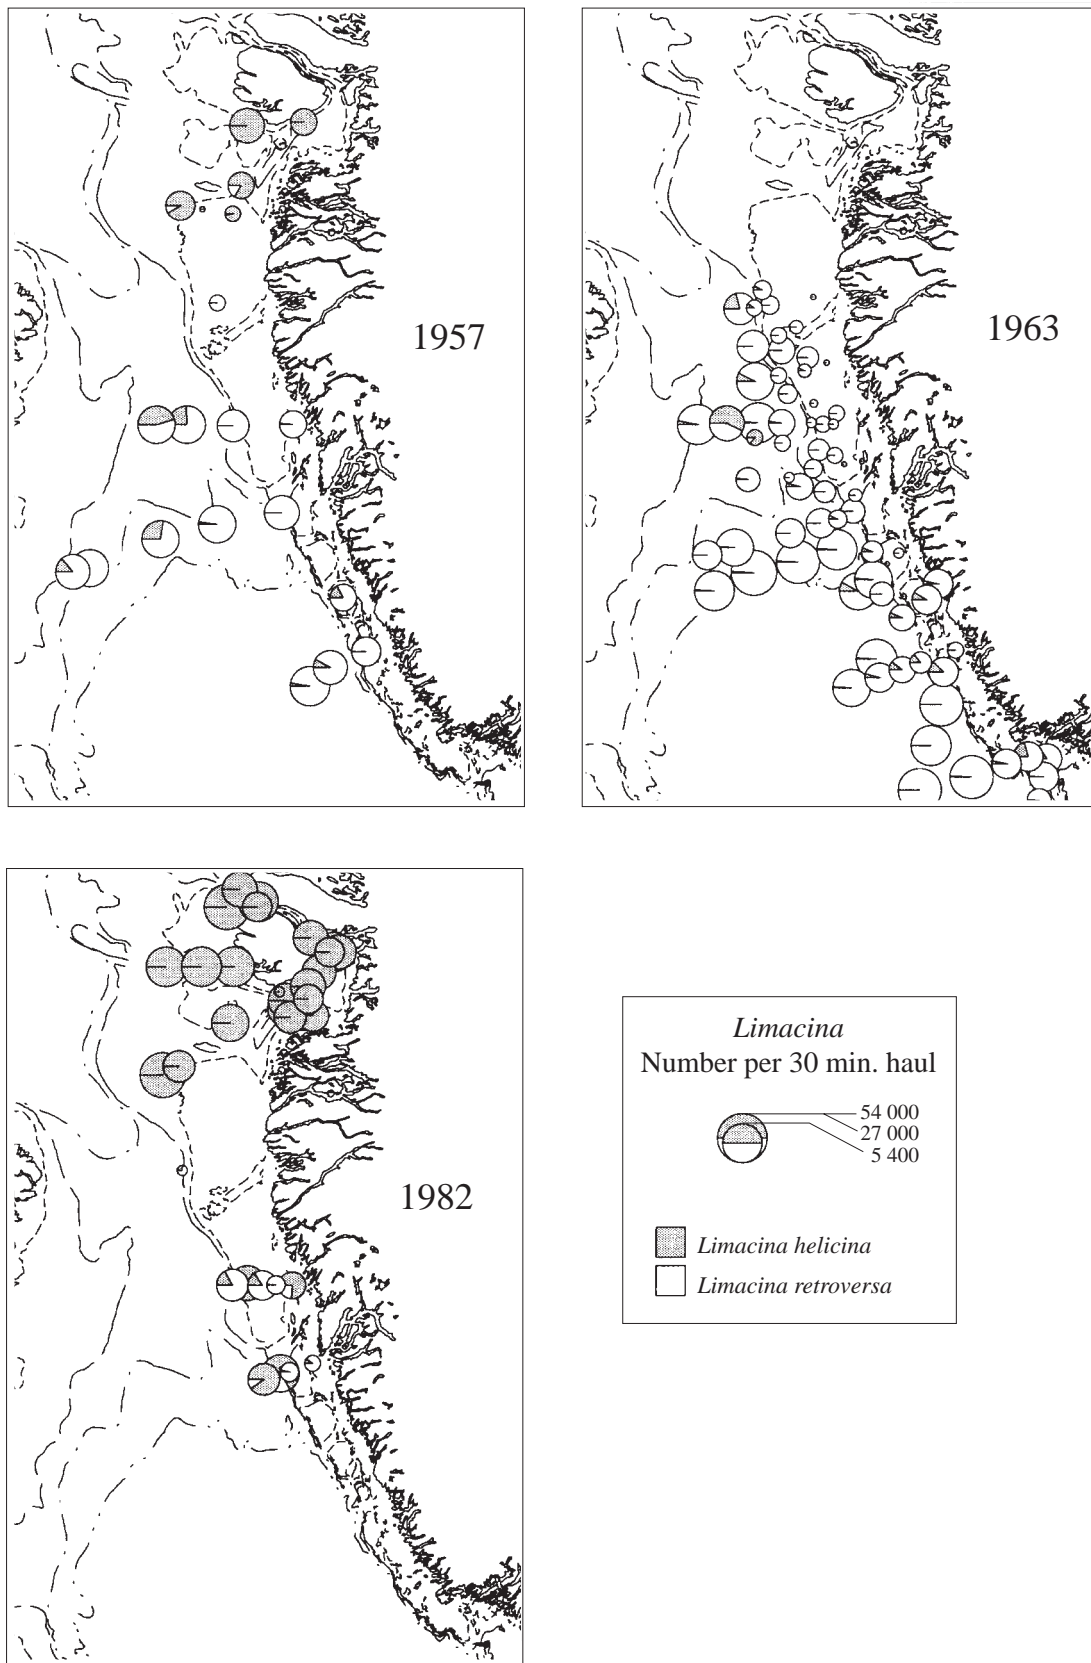 1957
1963
1982
Limacina
Number per 30 min. haul
54 000
27 000
5 400
Limacina helicina
Limacina retroversa